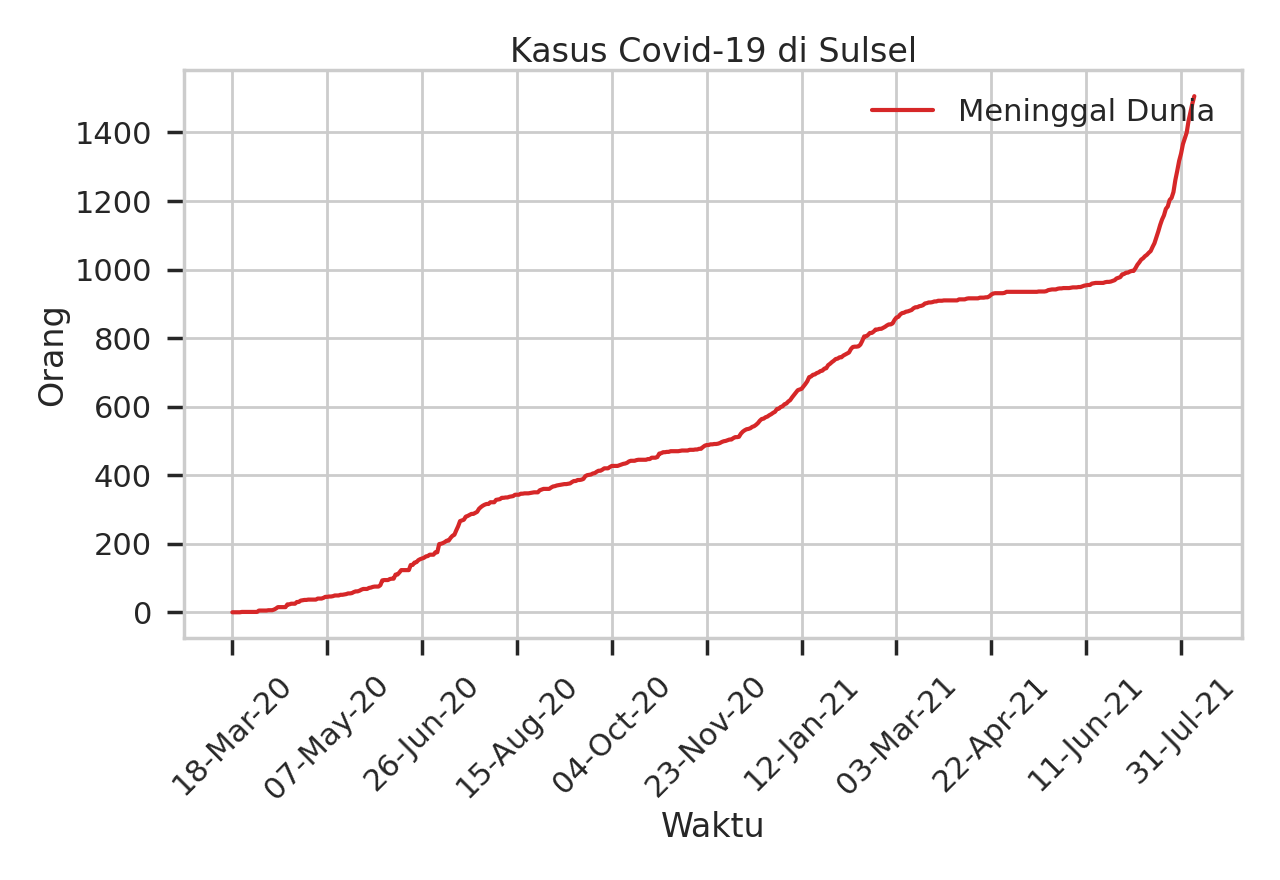 Kasus Covid-19 di Sulsel
Meninggal Dunia
Orang
1400
1200
1000
800
600
400
200
0
18-Mar-20
07-May-20
26-Jun-20
15-Aug-20
04-Oct-20
23-Nov-20
12-Jan-21
03-Mar-21
22-Apr-21
11-Jun-21
31-Jul-21
Waktu